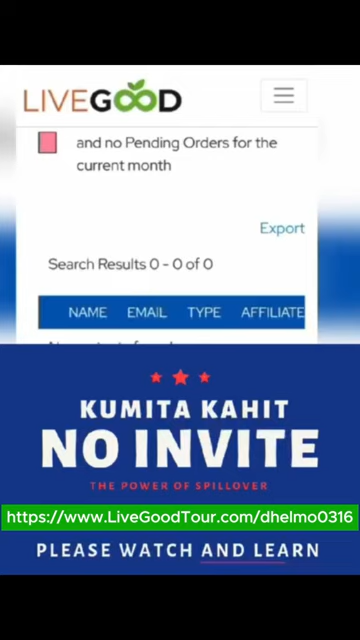 LIVEGOOD
and no Pending Orders for the
current month
Export
Search Results 0 - 0 of 0
NAME EMAIL TYPE AFFILIATE
KUMITA KAHIT
NO INVITE
THE POWER OF SPILLOVER
https://www.LiveGoodTour.com/dhelmo0316
PLEASE WATCH AND LEARN